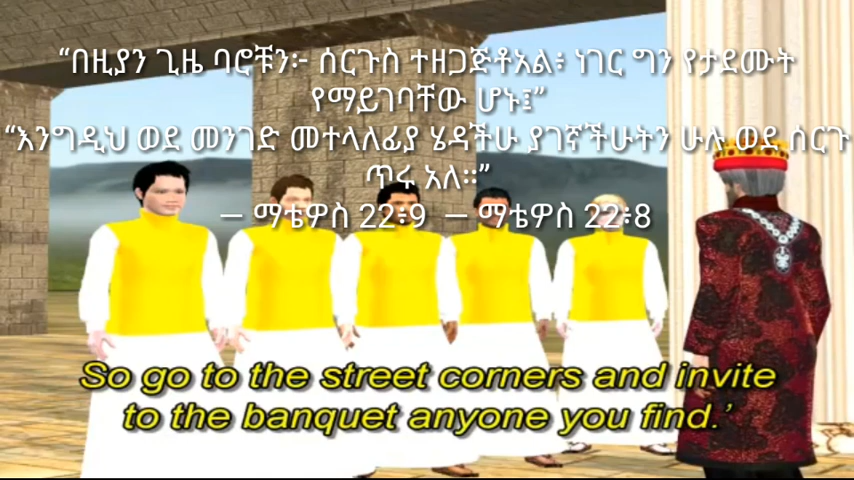 “በዚያን ጊዜ ባሮቹን፦ ሰርጉስ ተዘጋጅቶአል፥ ነገር ግን የታደሙት
የማይገባቸው ሆኑ፤”
“እንግዲህ ወደ መንገድ መተላለፊያ ሄዳችሁ ያገኛችሁትን ሁሉ ወደ ሰርጉ
ጥሩ አለ።”
— ማቴዎስ 22፥9 — ማቴዎስ 22፥8
So go to the street corners and invite
to the banquet anyone you find.’